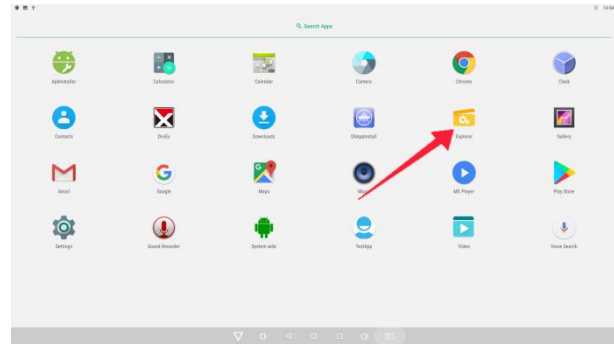 Search Apps
ApkInstaller Calculator Calendar Camera Chrome Clock
Contacts Downloads Explorer Gallery
Gmail Google Maps MX Player Play Store
Settings Sound Recorder TestApp Video Voice Search